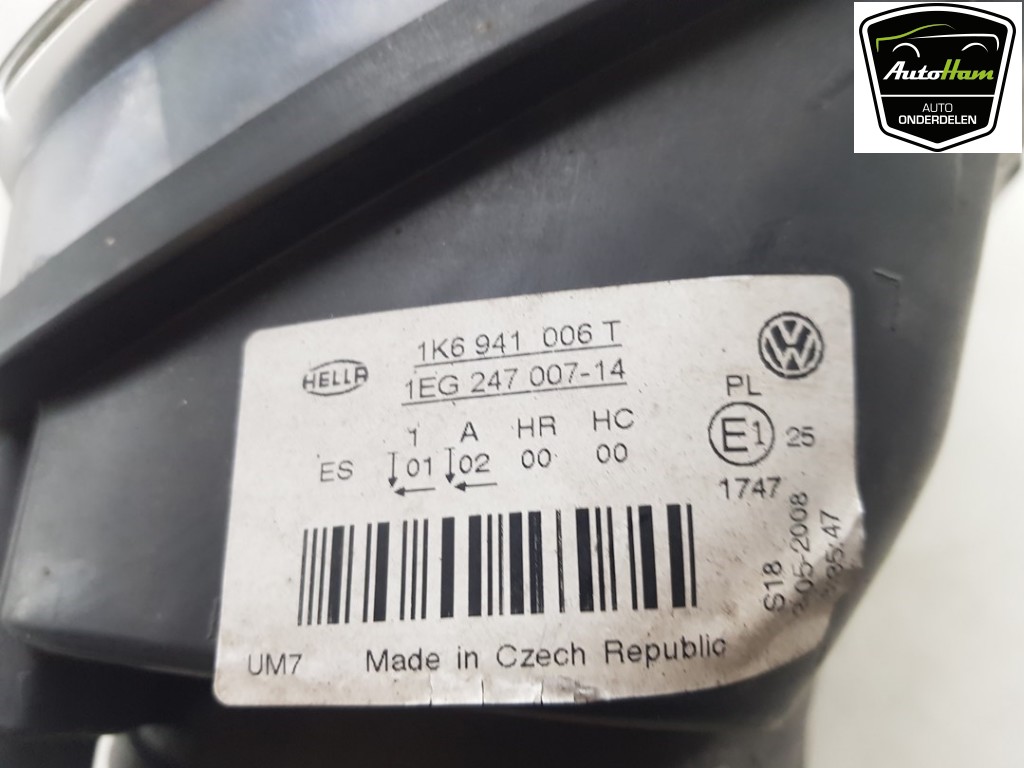 AutoHam
AUTO
ONDERDELEN
HELLA
1K6 941 006 T
1EG 247 007-14
PL
1 A HR HC
ES 01 02 00 00
E1 25
1747
S18
05-2008
UM7 Made in Czech Republic